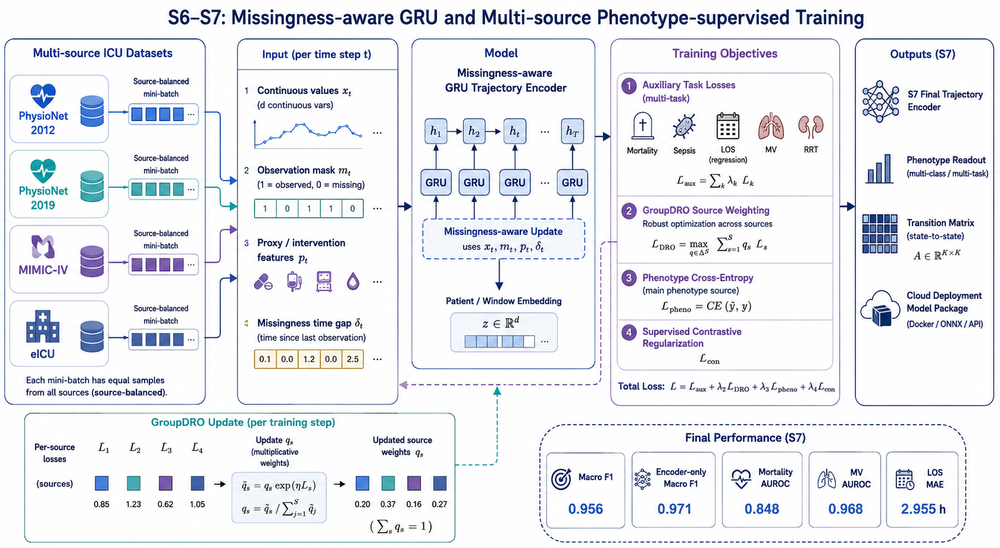 S6–S7: Missingness-aware GRU and Multi-source Phenotype-supervised Training
Multi-source ICU Datasets
PhysioNet
2012
Source-balanced
mini-batch
...
PhysioNet
2019
Source-balanced
mini-batch
...
MIMIC-IV
Source-balanced
mini-batch
...
eICU
Source-balanced
mini-batch
...
Each mini-batch has equal samples
from all sources (source-balanced).
Input (per time step t)
1 Continuous values x_t
(d continuous vars)
...
2 Observation mask m_t
(1 = observed, 0 = missing)
1 0 1 1 0 ...
3 Proxy / intervention
features p_t
...
Missingness time gap δ_t
(time since last observation)
0.1 0.0 1.2 0.0 2.5 ...
Model
Missingness-aware
GRU Trajectory Encoder
h_1 h_2 h_t ... h_T
GRU GRU GRU ... GRU
Missingness-aware Update
uses x_t, m_t, p_t, δ_t
Patient / Window Embedding
z ∈ ℝ^d
...
Training Objectives
1 Auxiliary Task Losses
(multi-task)
Mortality Sepsis LOS MV RRT
(regression)
L_aux = ∑_k λ_k L_k
2 GroupDRO Source Weighting
Robust optimization across sources
L_DRO = max_{q∈Δ^S} ∑_{s=1}^S q_s L_s
3 Phenotype Cross-Entropy
(main phenotype source)
L_pheno = CE (ỹ, y)
4 Supervised Contrastive
Regularization
L_con
Total Loss: L = L_aux + λ_2 L_DRO + λ_3 L_pheno + λ_4 L_con
Outputs (S7)
S7 Final Trajectory
Encoder
Phenotype Readout
(multi-class / multi-task)
Transition Matrix
(state-to-state)
A ∈ ℝ^{K×K}
Cloud Deployment
Model Package
(Docker / ONNX / API)
GroupDRO Update (per training step)
Per-source
losses
(sources)
L_1 L_2 L_3 L_4
0.85 1.23 0.62 1.05
Update q_s
(multiplicative
weights)
q̃_s = q_s exp(ηL_s)
q_s = q̃_s / ∑_{j=1}^S q̃_j
Updated source
weights q_s
0.20 0.37 0.16 0.27
( ∑_s q_s = 1 )
Final Performance (S7)
Macro F1
0.956
Encoder-only
Macro F1
0.971
Mortality
AUROC
0.848
MV
AUROC
0.968
LOS
MAE
2.955 h